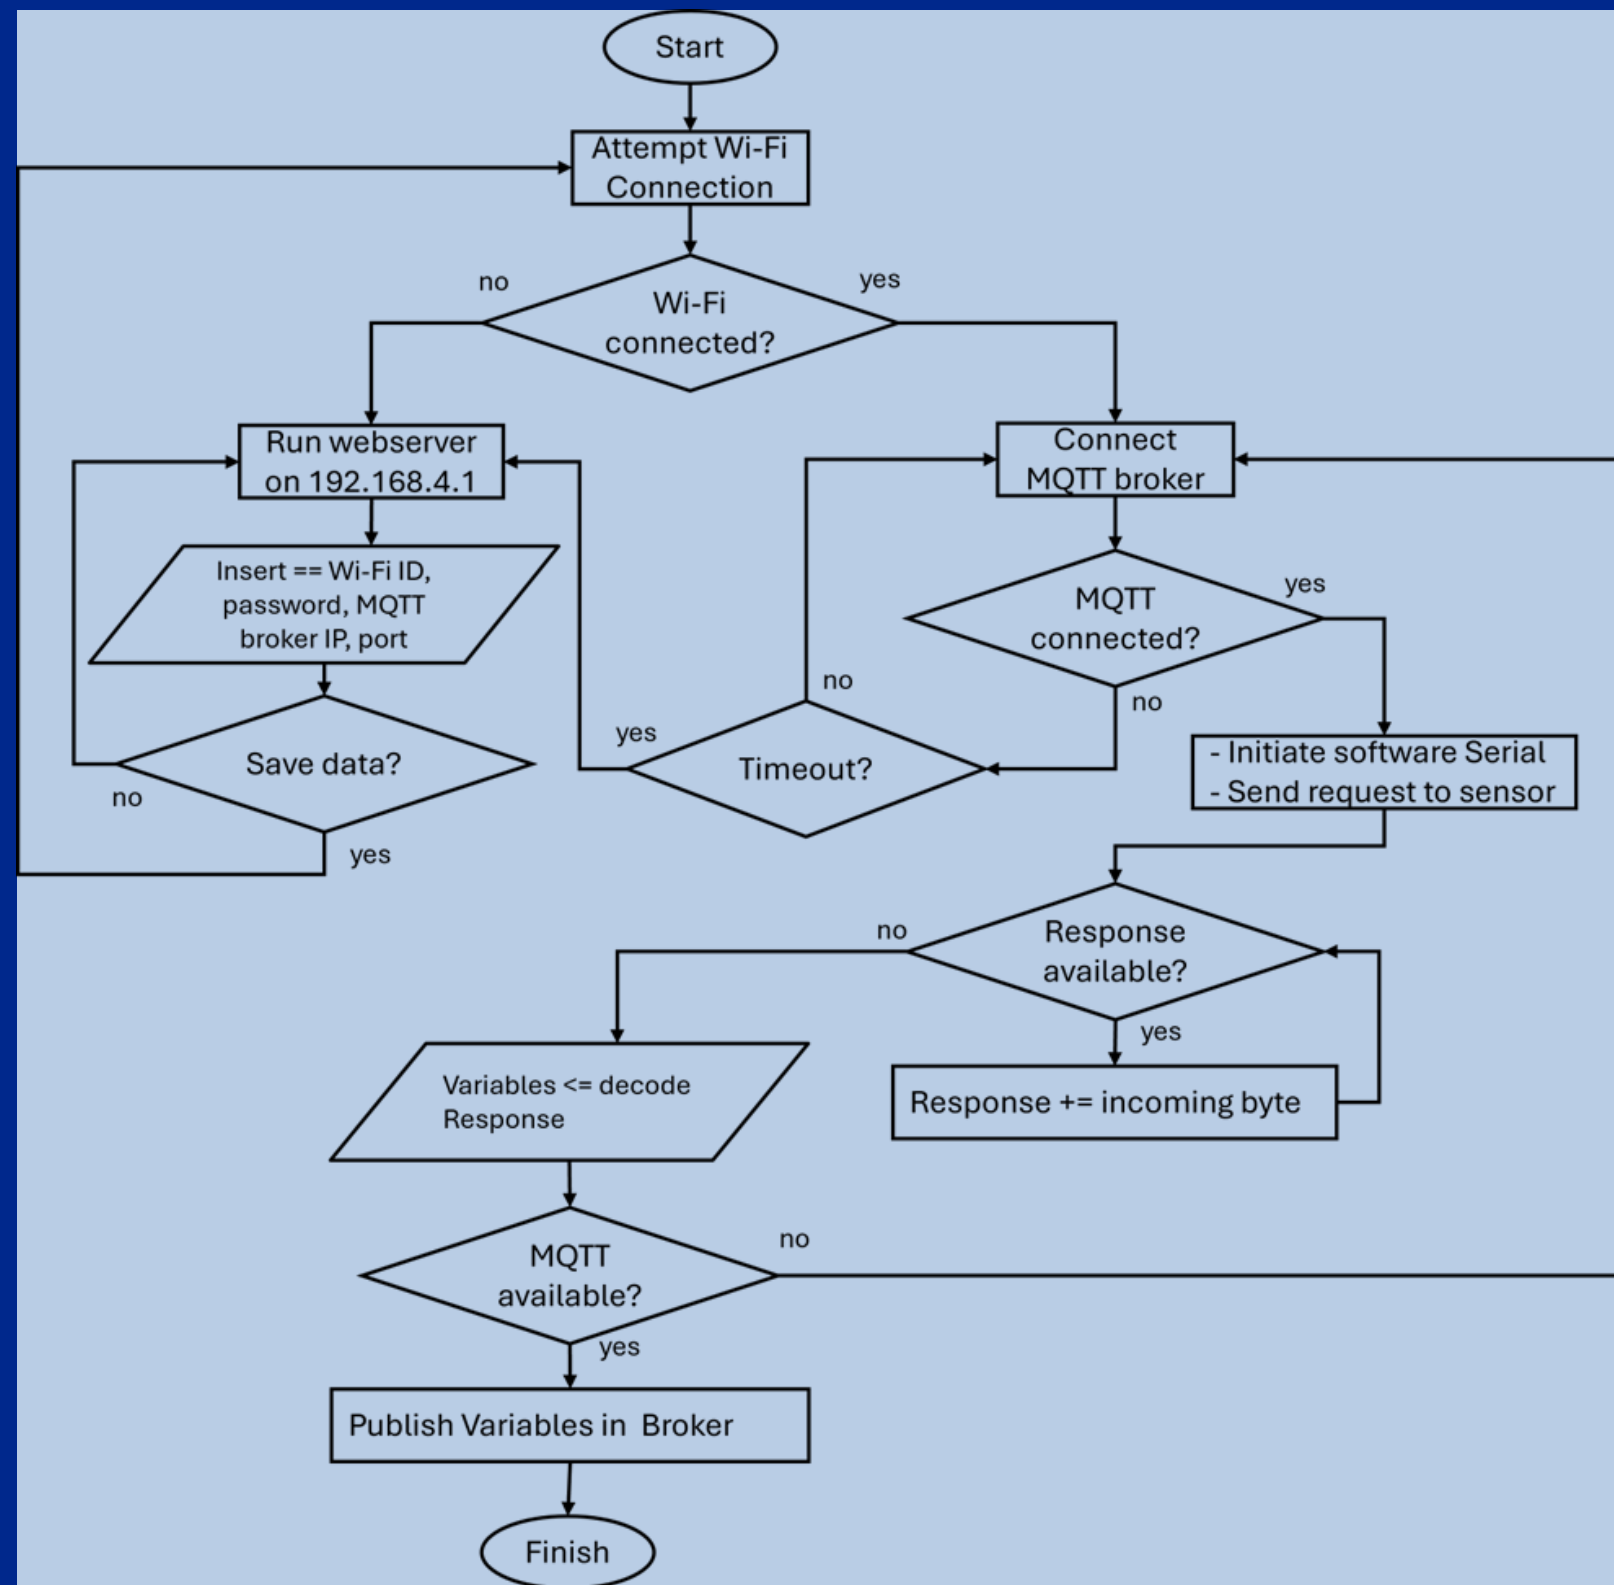 Start
Attempt Wi-Fi
Connection
no
yes
Wi-Fi
connected?
Run webserver
on 192.168.4.1
Connect
MQTT broker
Insert == Wi-Fi ID,
password, MQTT
broker IP, port
MQTT
connected?
yes
no
no
yes
Save data?
Timeout?
- Initiate software Serial
- Send request to sensor
no
yes
no
Response
available?
yes
Variables <= decode
Response
Response += incoming byte
no
MQTT
available?
yes
Publish Variables in  Broker
Finish